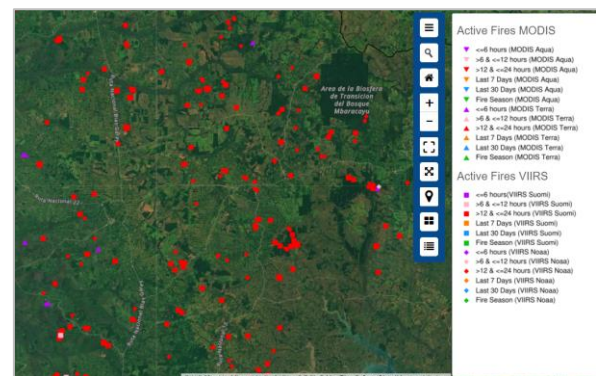 Area de la Biosfera
de Transicion
del Bosque
Mbaracayu
Active Fires MODIS
<=6 hours (MODIS Aqua)
>6 & <=12 hours (MODIS Aqua)
>12 & <=24 hours (MODIS Aqua)
Last 7 Days (MODIS Aqua)
Last 30 Days (MODIS Aqua)
Fire Season (MODIS Aqua)
<=6 hours (MODIS Terra)
>6 & <=12 hours (MODIS Terra)
>12 & <=24 hours (MODIS Terra)
Last 7 Days (MODIS Terra)
Last 30 Days (MODIS Terra)
Fire Season (MODIS Terra)
Active Fires VIIRS
<=6 hours(VIIRS Suomi)
>6 & <=12 hours (VIIRS Suomi)
>12 & <=24 hours (VIIRS Suomi)
Last 7 Days (VIIRS Suomi)
Last 30 Days (VIIRS Suomi)
Fire Season (VIIRS Suomi)
<=6 hours (VIIRS Noaa)
>6 & <=12 hours (VIIRS Noaa)
>12 & <=24 hours (VIIRS Noaa)
Last 7 Days (VIIRS Noaa)
Last 30 Days (VIIRS Noaa)
Fire Season (VIIRS Noaa)